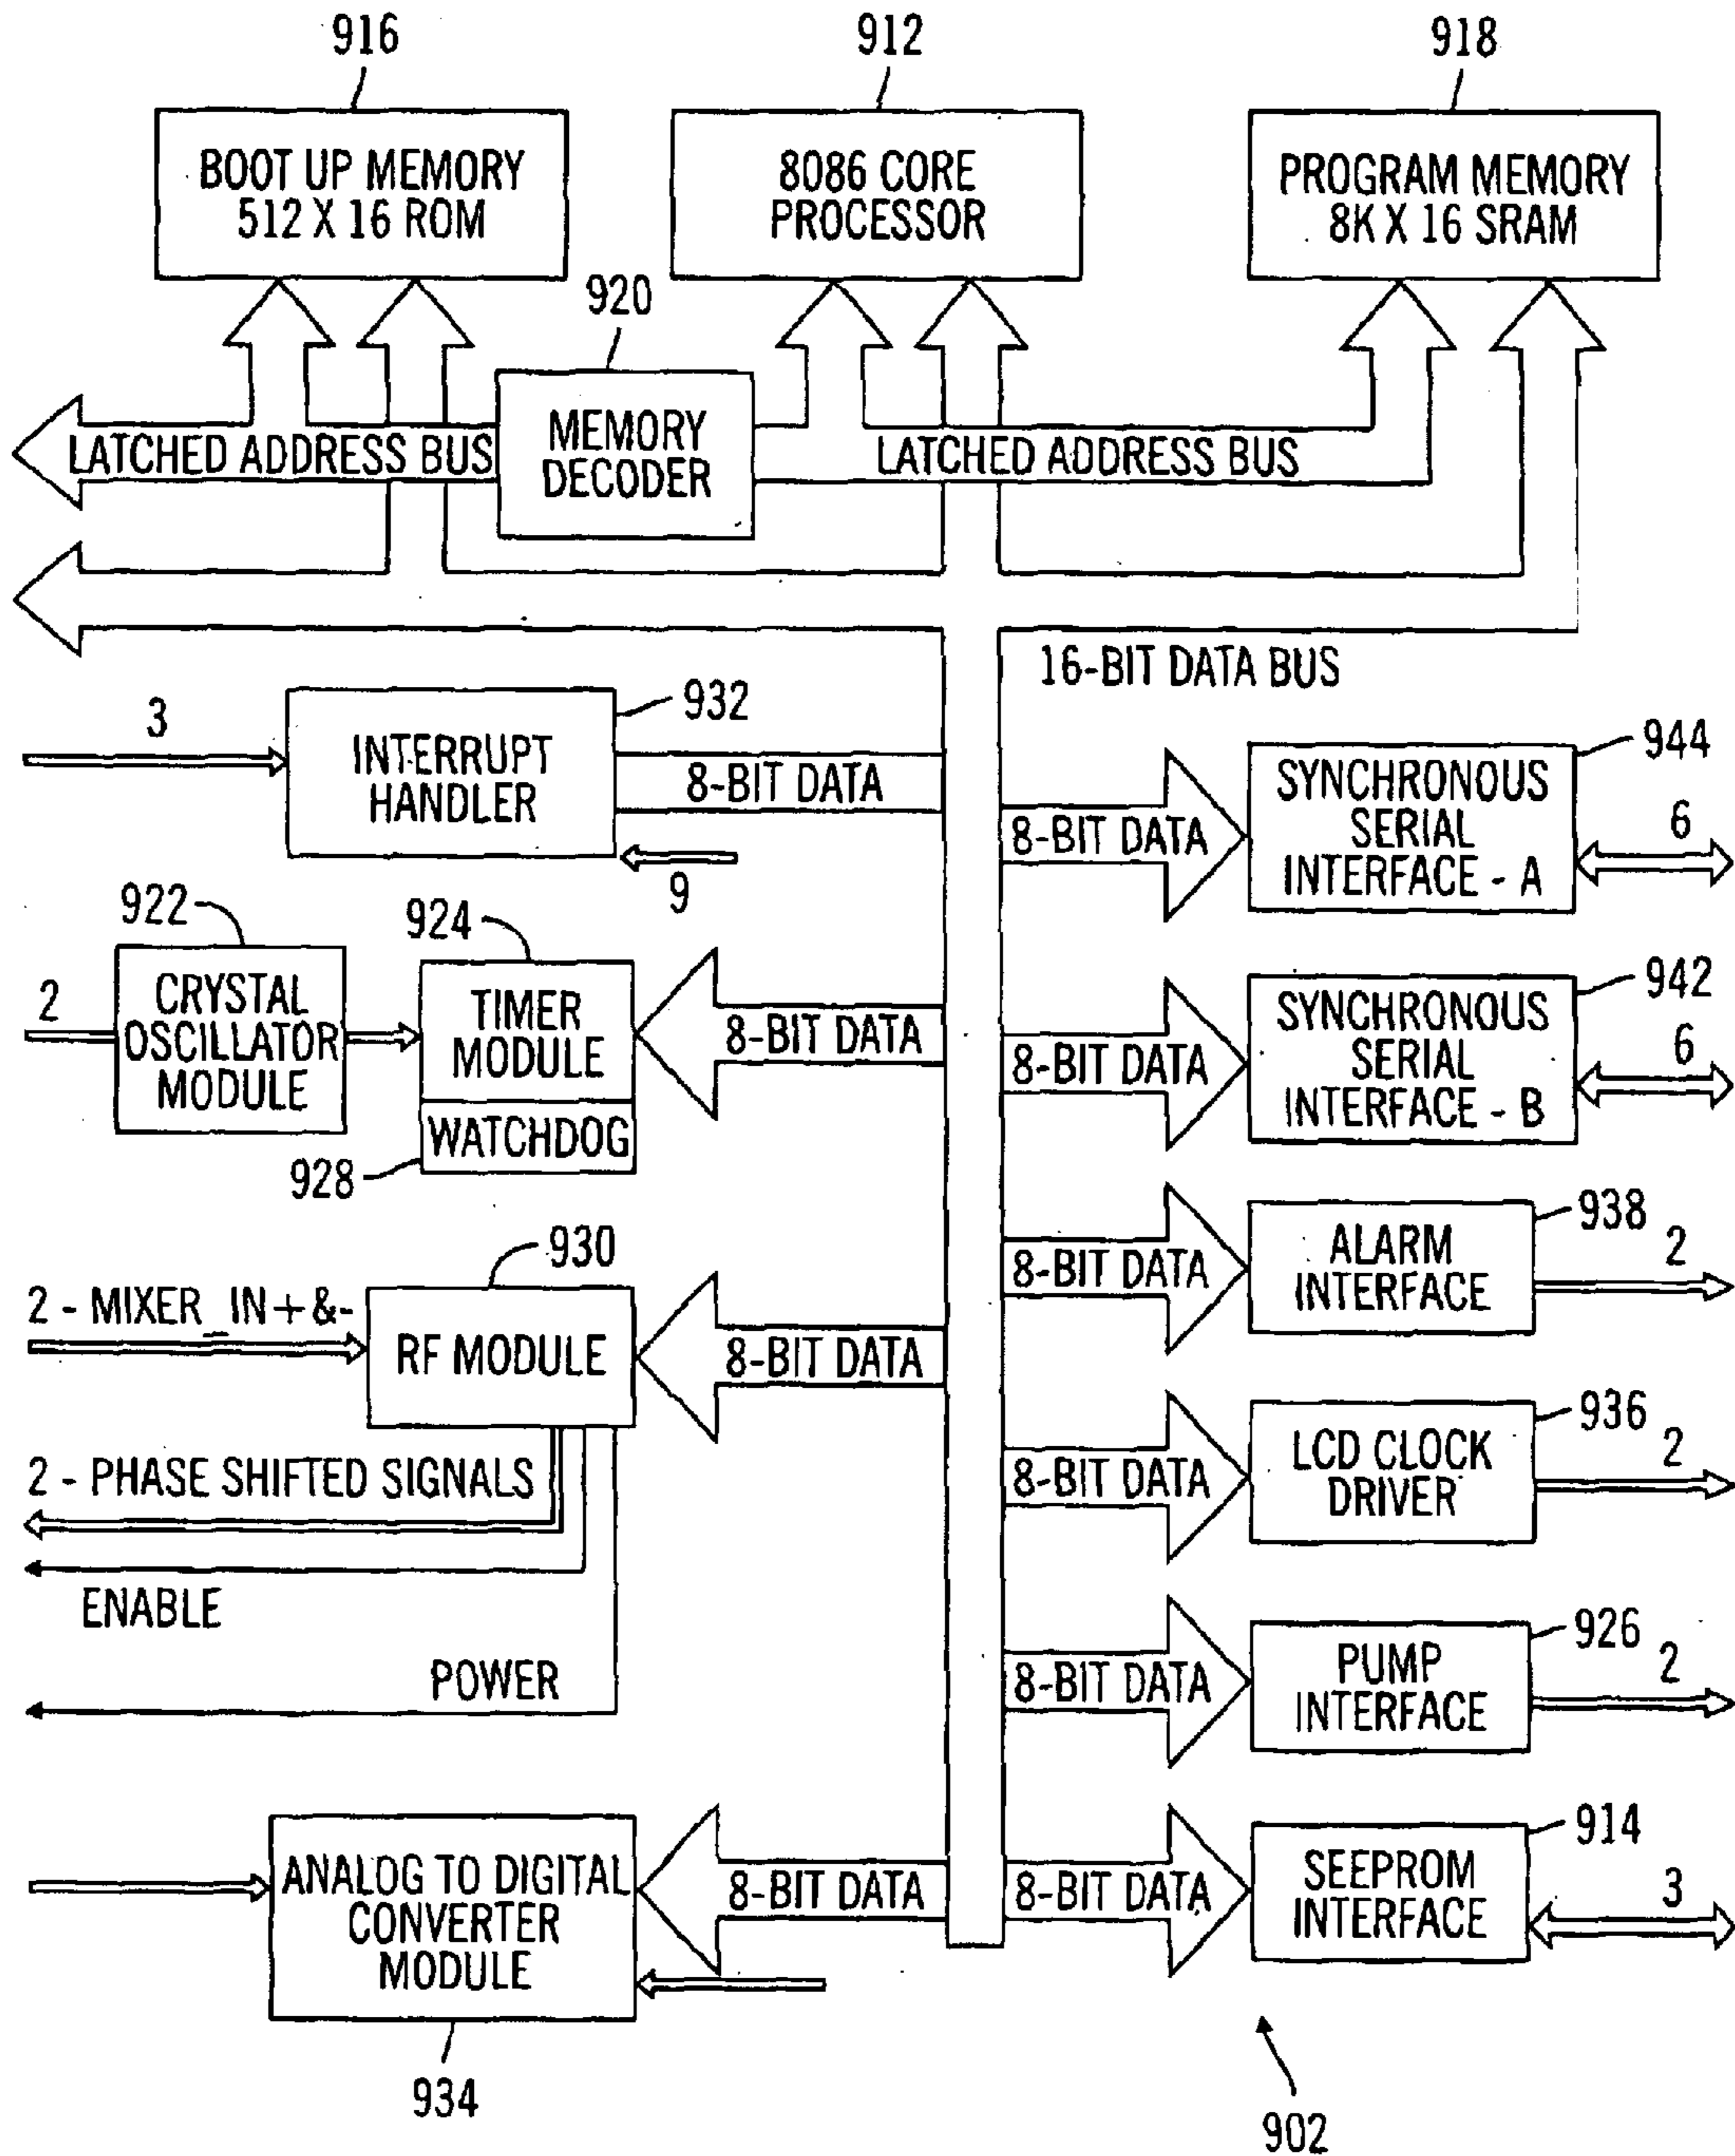 916
912
918
BOOT UP MEMORY
512 X 16 ROM
8086 CORE
PROCESSOR
PROGRAM MEMORY
8K X 16 SRAM
920
LATCHED ADDRESS BUS
MEMORY
DECODER
LATCHED ADDRESS BUS
16-BIT DATA BUS
3
932
INTERRUPT
HANDLER
8-BIT DATA
9
944
SYNCHRONOUS
SERIAL
INTERFACE - A
8-BIT DATA
6
922
924
2
CRYSTAL
OSCILLATOR
MODULE
TIMER
MODULE
WATCHDOG
928
8-BIT DATA
942
8-BIT DATA
SYNCHRONOUS
SERIAL
INTERFACE - B
6
930
2 - MIXER_IN + &-
RF MODULE
8-BIT DATA
2 - PHASE SHIFTED SIGNALS
ENABLE
POWER
938
8-BIT DATA
ALARM
INTERFACE
2
936
8-BIT DATA
LCD CLOCK
DRIVER
2
926
8-BIT DATA
PUMP
INTERFACE
2
ANALOG TO DIGITAL
CONVERTER
MODULE
8-BIT DATA
934
914
8-BIT DATA
SEEPROM
INTERFACE
3
902